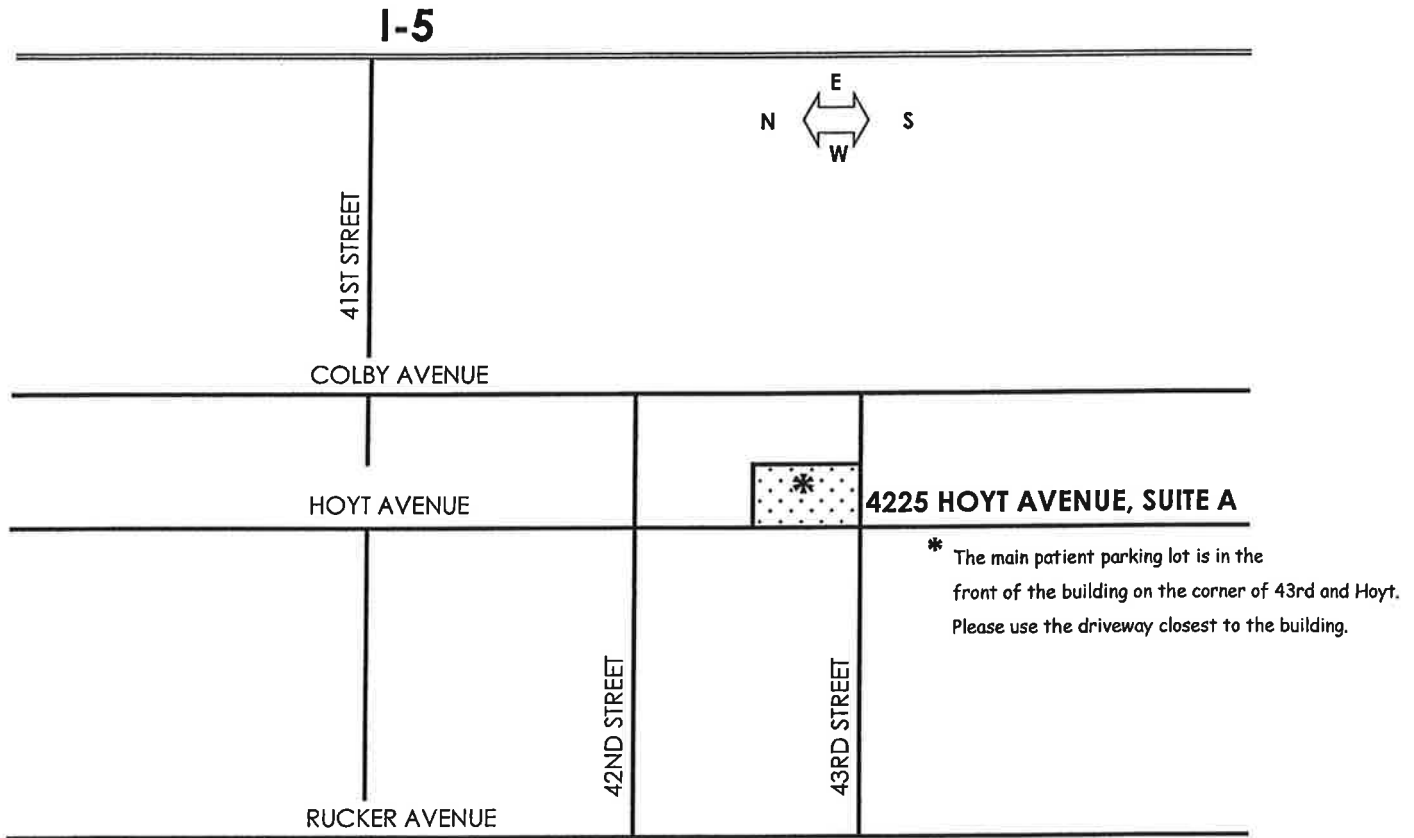 I-5
E
N
S
W
41ST STREET
COLBY AVENUE
HOYT AVENUE
*
4225 HOYT AVENUE, SUITE A
* The main patient parking lot is in the
front of the building on the corner of 43rd and Hoyt.
Please use the driveway closest to the building.
42ND STREET
43RD STREET
RUCKER AVENUE